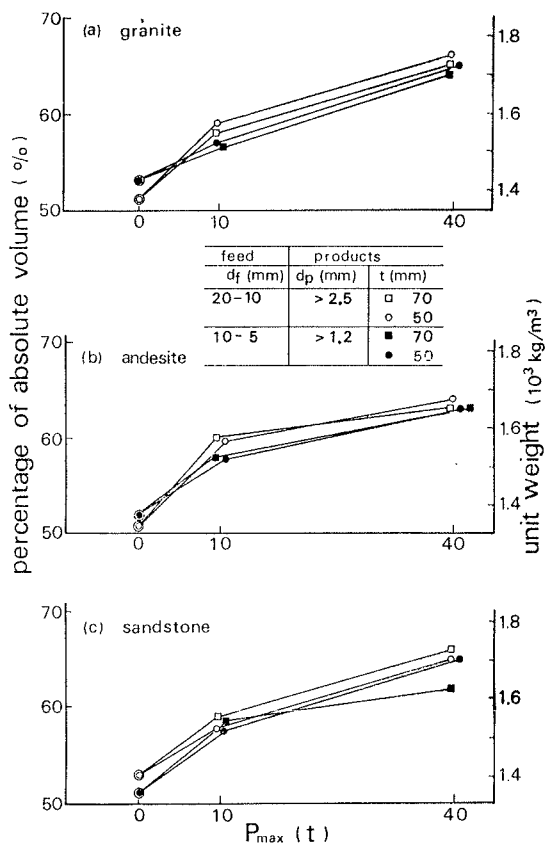 percentage of absolute volume (%)
unit weight (10³ kg/m³)
(a) granite
70
60
50
1.8
1.6
1.4
0 10 40
feed products
df (mm) dp (mm) t (mm)
20-10 >2.5 □ 70
○ 50
10-5 >1.2 ■ 70
● 50
(b) andesite
70
60
50
1.8
1.6
1.4
0 10 40
(c) sandstone
70
60
50
1.8
1.6
1.4
0 10 40
Pmax (t)